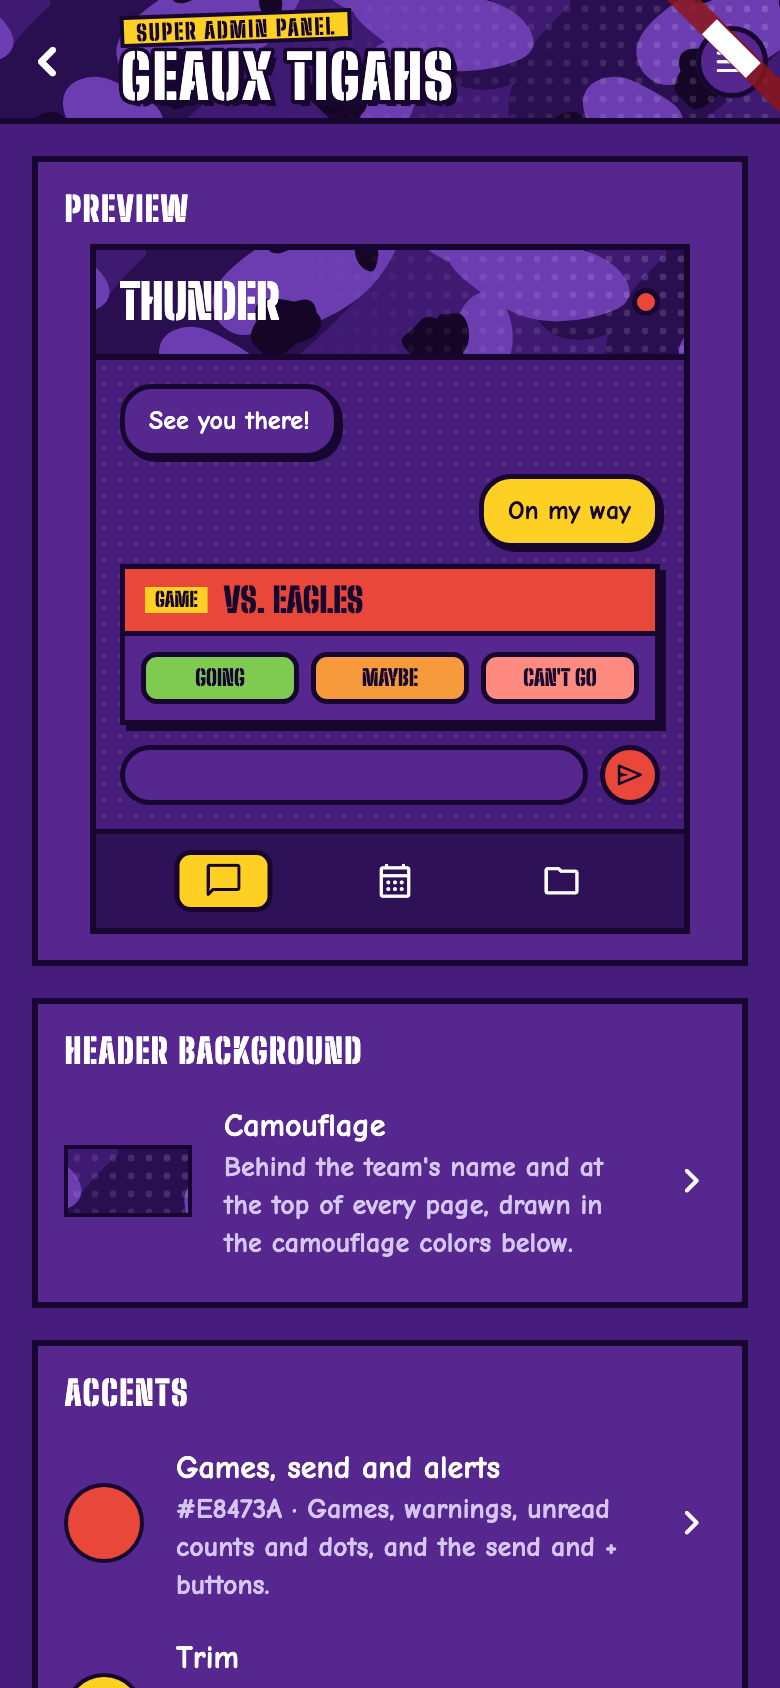 SUPER ADMIN PANEL
GEAUX TIGAHS
PREVIEW
THUNDER
See you there!
On my way
GAME VS. EAGLES
GOING MAYBE CAN'T GO
HEADER BACKGROUND
Camouflage
Behind the team's name and at
the top of every page, drawn in
the camouflage colors below.
ACCENTS
Games, send and alerts
#E8473A · Games, warnings, unread
counts and dots, and the send and +
buttons.
Trim